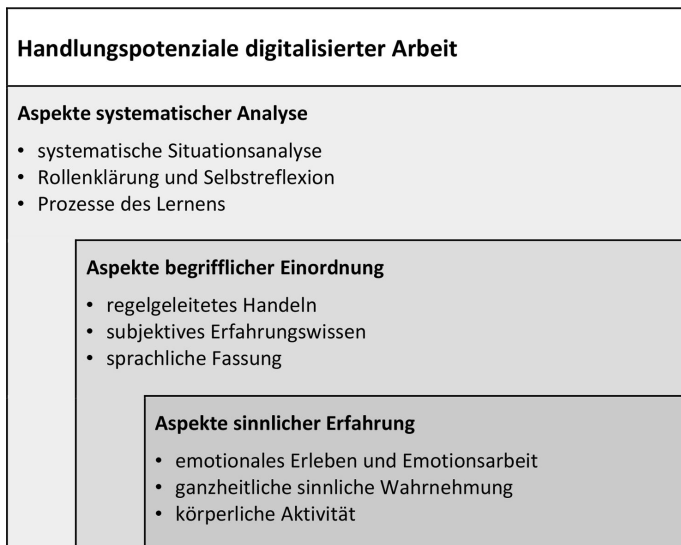 Handlungspotenziale digitalisierter Arbeit
Aspekte systematischer Analyse
• systematische Situationsanalyse
• Rollenklärung und Selbstreflexion
• Prozesse des Lernens
Aspekte begrifflicher Einordnung
• regelgeleitetes Handeln
• subjektives Erfahrungswissen
• sprachliche Fassung
Aspekte sinnlicher Erfahrung
• emotionales Erleben und Emotionsarbeit
• ganzheitliche sinnliche Wahrnehmung
• körperliche Aktivität